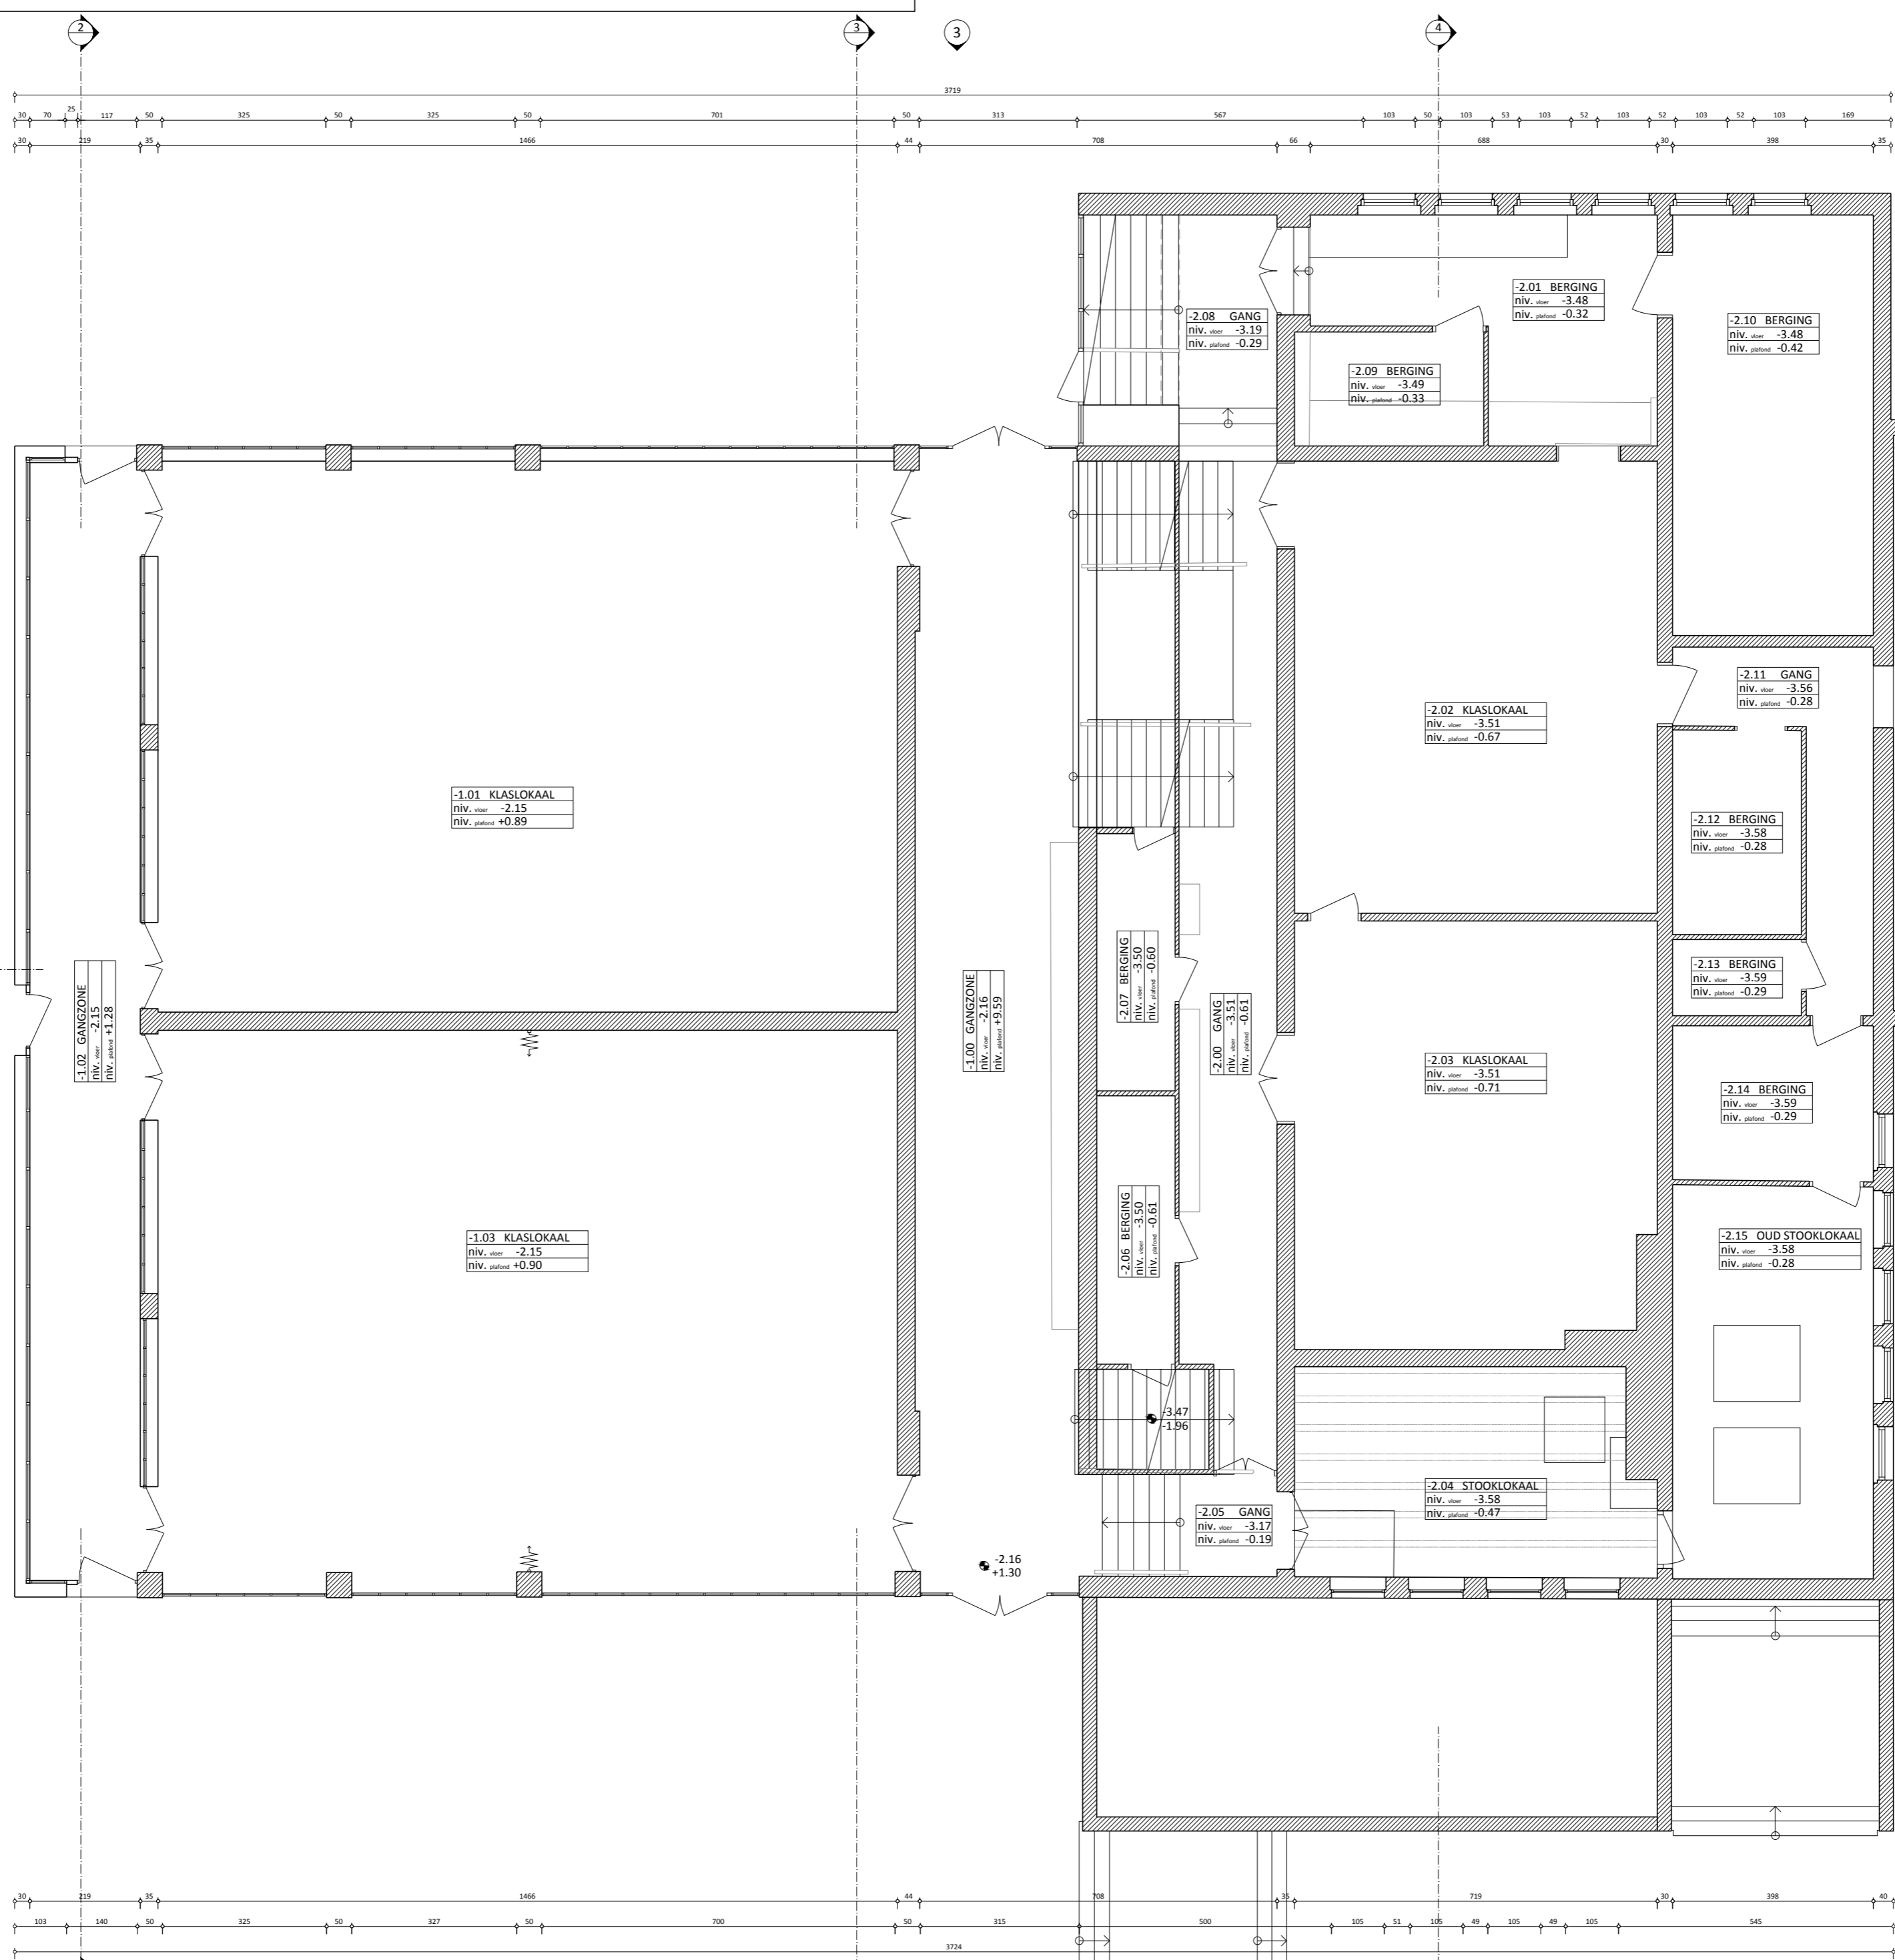 2
3
3
4
3719
30 70 25 117 50 325 50 325 50 701 50 313 567 103 50 103 53 103 52 103 52 103 52 103 169
30 219 35 1466 44 708 66 688 30 398 35
-2.01 BERGING
niv. vloer -3.48
niv. plafond -0.32
-2.08 GANG
niv. vloer -3.19
niv. plafond -0.29
-2.10 BERGING
niv. vloer -3.48
niv. plafond -0.42
-2.09 BERGING
niv. vloer -3.49
niv. plafond -0.33
-2.11 GANG
niv. vloer -3.56
niv. plafond -0.28
-2.02 KLASLOKAAL
niv. vloer -3.51
niv. plafond -0.67
-1.01 KLASLOKAAL
niv. vloer -2.15
niv. plafond +0.89
-2.12 BERGING
niv. vloer -3.58
niv. plafond -0.28
-1.02 GANGZONE
niv. vloer -2.15
niv. plafond +1.28
-1.00 GANGZONE
niv. vloer -2.16
niv. plafond +9.59
-2.07 BERGING
niv. vloer -3.50
niv. plafond -0.60
-2.00 GANG
niv. vloer -3.51
niv. plafond -0.61
-2.13 BERGING
niv. vloer -3.59
niv. plafond -0.29
-2.03 KLASLOKAAL
niv. vloer -3.51
niv. plafond -0.71
-2.14 BERGING
niv. vloer -3.59
niv. plafond -0.29
-2.06 BERGING
niv. vloer -3.50
niv. plafond -0.61
-1.03 KLASLOKAAL
niv. vloer -2.15
niv. plafond +0.90
-2.15 OUD STOOKLOKAAL
niv. vloer -3.58
niv. plafond -0.28
-3.47
-1.96
-2.04 STOOKLOKAAL
niv. vloer -3.58
niv. plafond -0.47
-2.05 GANG
niv. vloer -3.17
niv. plafond -0.19
-2.16
+1.30
30 219 35 1466 44 708 35 719 30 398 40
103 140 50 325 50 327 50 700 50 315 500 105 51 105 49 105 49 105 545
3724